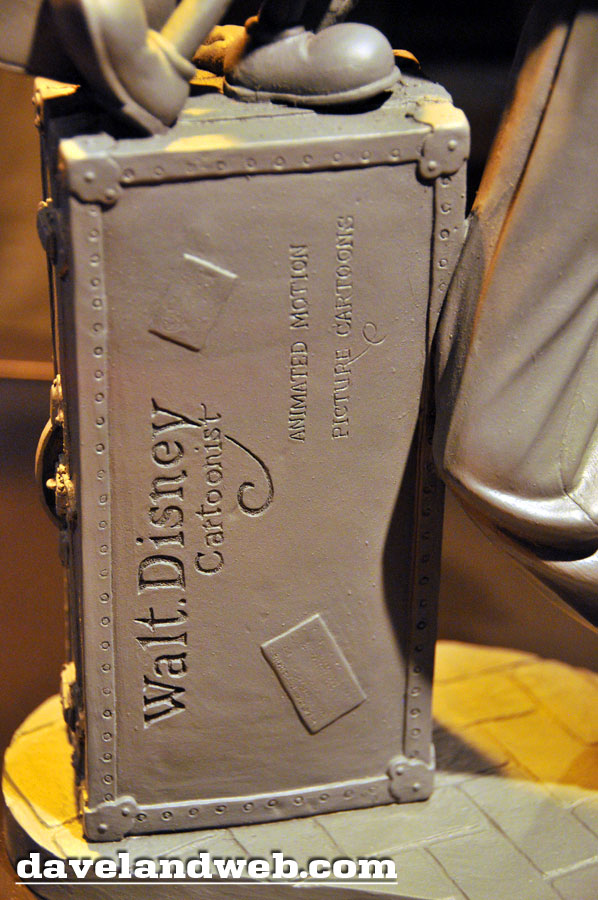 Walt.Disney
Cartoonist
ANIMATED MOTION
PICTURE CARTOONS
davelandweb.com